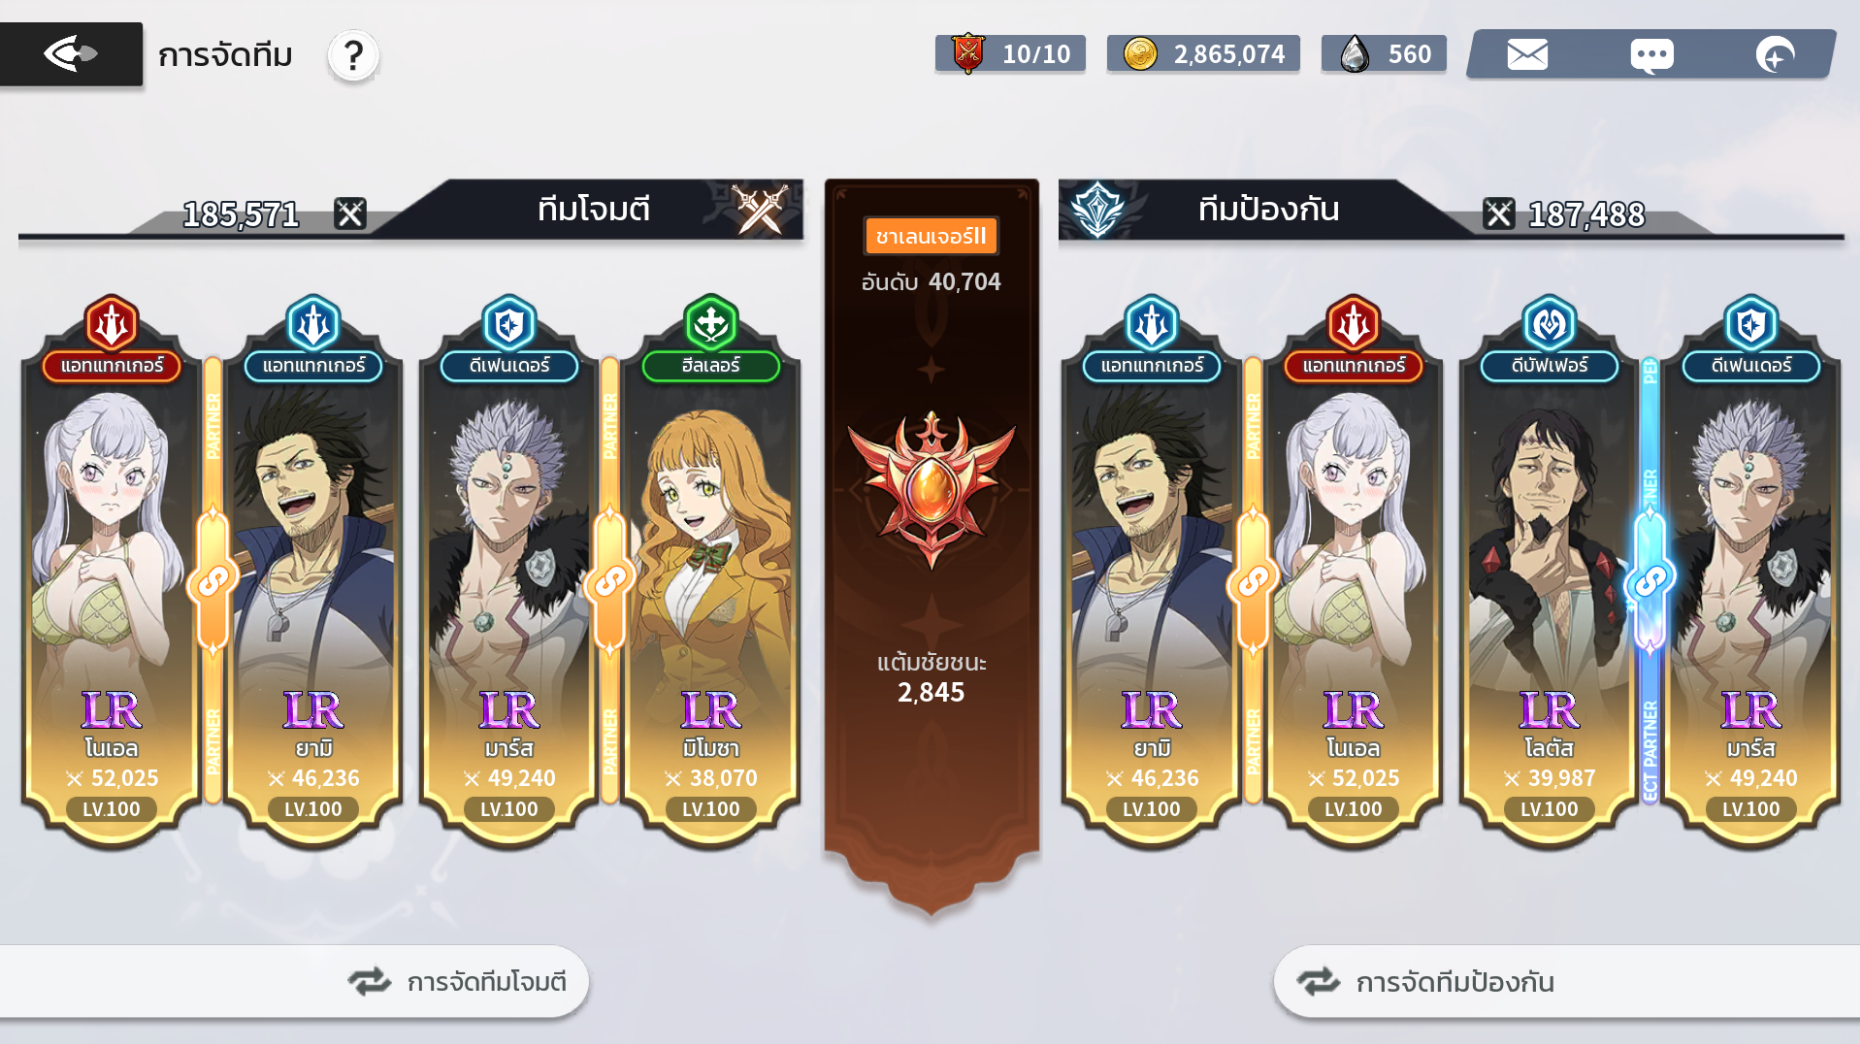 การจัดทีม
?
10/10
2,865,074
560
185,571
ทีมโจมตี
ชาเลนเจอร์II
อันดับ 40,704
แต้มชัยชนะ
2,845
ทีมป้องกัน
187,488
แอทแทกเกอร์
แอทแทกเกอร์
ดีเฟนเดอร์
ฮีลเลอร์
แอทแทกเกอร์
แอทแทกเกอร์
ดีบัฟเฟอร์
ดีเฟนเดอร์
PARTNER
PARTNER
PARTNER
PARTNER
PARTNER
PARTNER
ECT PARTNER
LR
โนเอล
52,025
LV.100
LR
ยามิ
46,236
LV.100
LR
มาร์ส
49,240
LV.100
LR
มิโมซา
38,070
LV.100
LR
ยามิ
46,236
LV.100
LR
โนเอล
52,025
LV.100
LR
โลตัส
39,987
LV.100
LR
มาร์ส
49,240
LV.100
การจัดทีมโจมตี
การจัดทีมป้องกัน